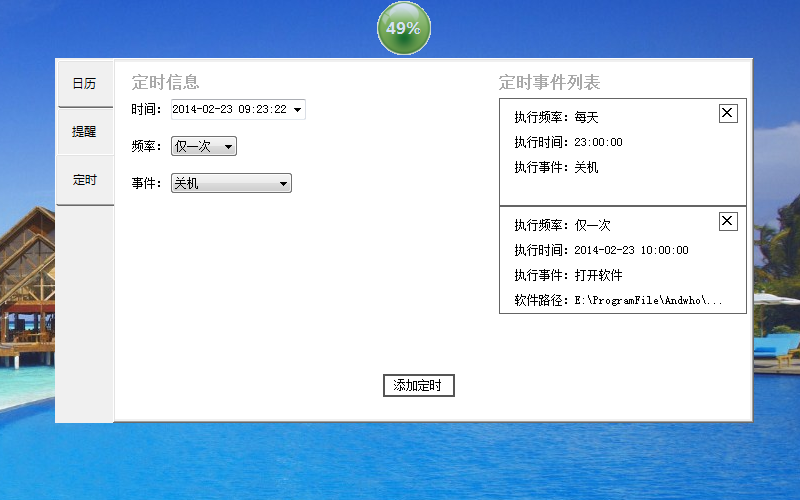 49%
日历
提醒
定时
定时信息
时间： 2014-02-23 09:23:22
频率： 仅一次
事件： 关机
添加定时
定时事件列表
执行频率：每天
执行时间：23:00:00
执行事件：关机
执行频率：仅一次
执行时间：2014-02-23 10:00:00
执行事件：打开软件
软件路径：E:\ProgramFile\Andwho\...